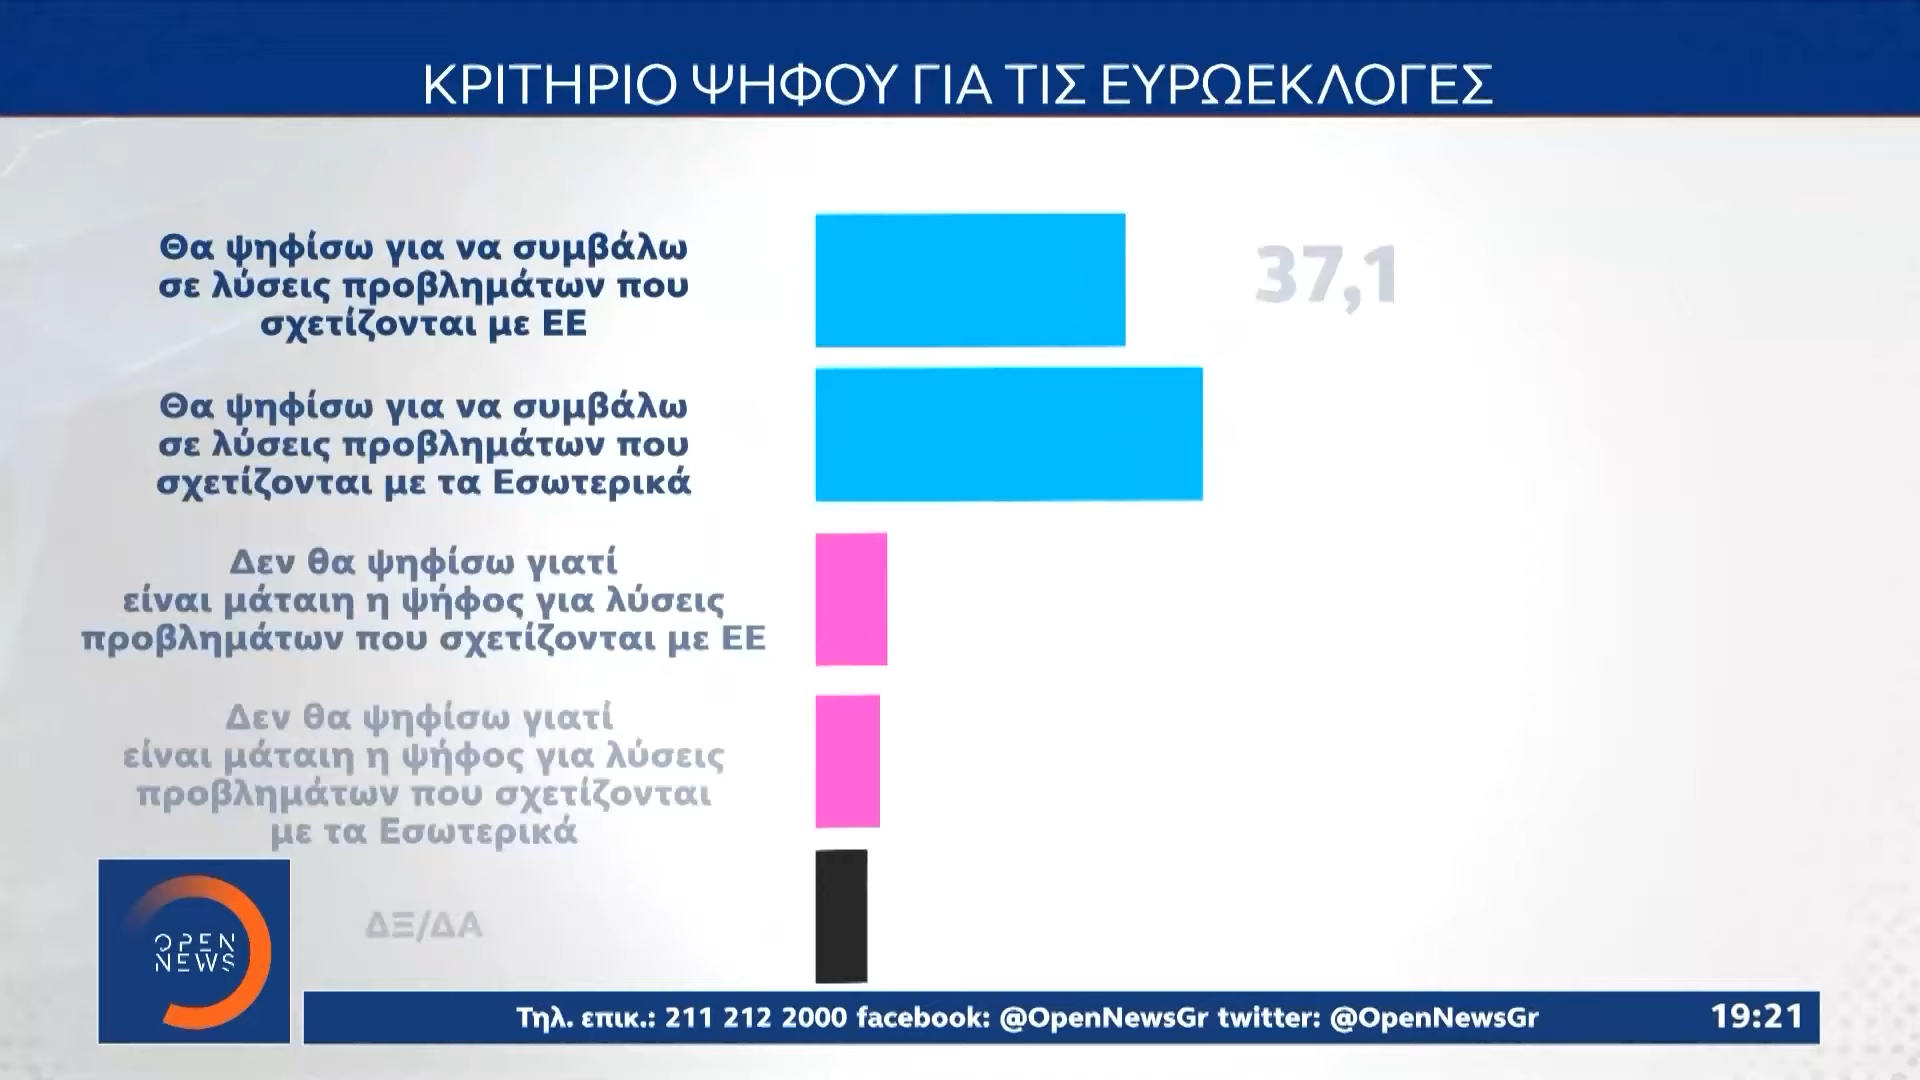 ΚΡΙΤΗΡΙΟ ΨΗΦΟΥ ΓΙΑ ΤΙΣ ΕΥΡΩΕΚΛΟΓΕΣ
Θα ψηφίσω για να συμβάλω
σε λύσεις προβλημάτων που
σχετίζονται με ΕΕ
37,1
Θα ψηφίσω για να συμβάλω
σε λύσεις προβλημάτων που
σχετίζονται με τα Εσωτερικά
Δεν θα ψηφίσω γιατί
είναι μάταιη η ψήφος για λύσεις
προβλημάτων που σχετίζονται με ΕΕ
Δεν θα ψηφίσω γιατί
είναι μάταιη η ψήφος για λύσεις
προβλημάτων που σχετίζονται
με τα Εσωτερικά
ΔΞ/ΔΑ
OPEN
NEWS
Τηλ. επικ.: 211 212 2000 facebook: @OpenNewsGr twitter: @OpenNewsGr
19:21